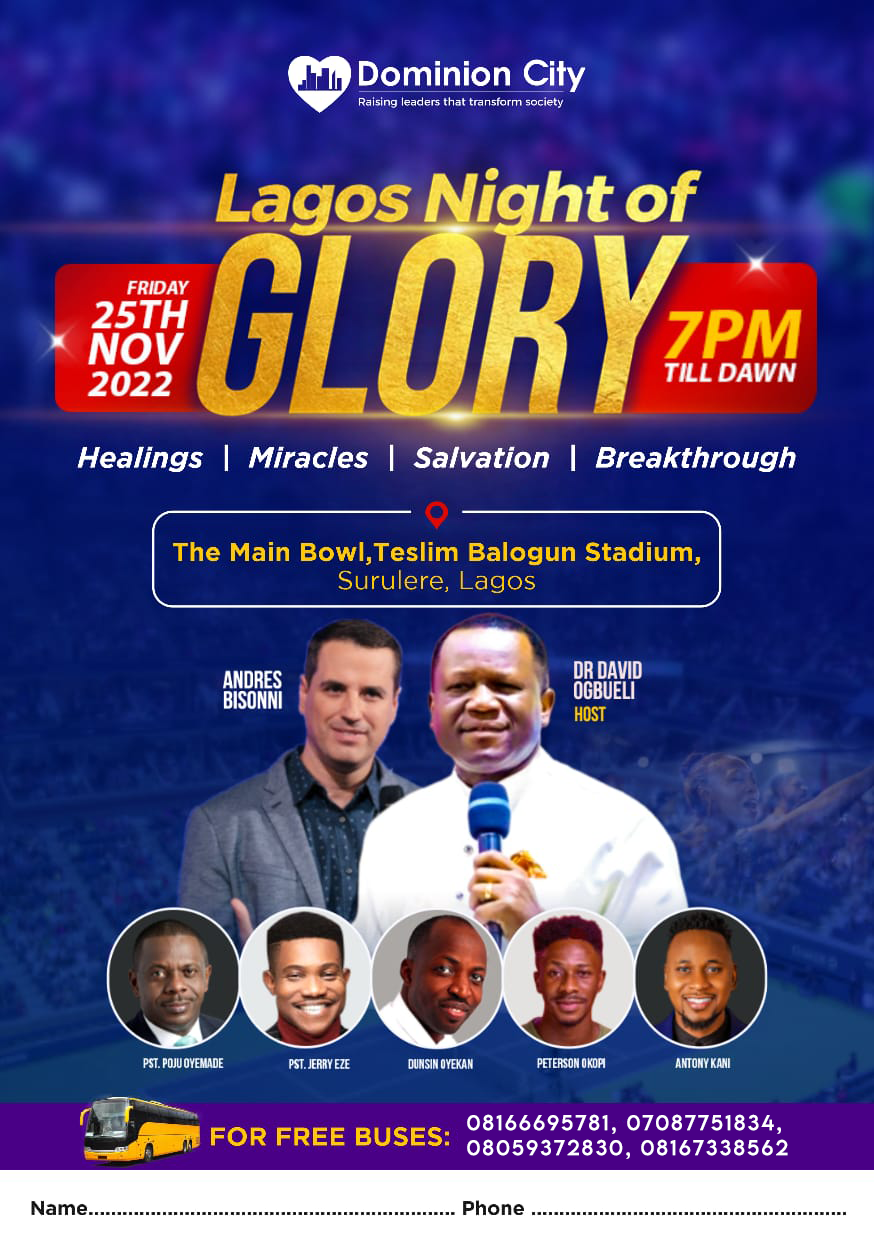 Dominion City
Raising leaders that transform society
Lagos Night of
GLORY
FRIDAY
25TH
NOV
2022
7PM
TILL DAWN
Healings | Miracles | Salvation | Breakthrough
The Main Bowl,Teslim Balogun Stadium,
Surulere, Lagos
ANDRES
BISONNI
DR DAVID
OGBUELI
HOST
PST. POJU OYEMADE
PST. JERRY EZE
DUNSIN OYEKAN
PETERSON OKOPI
ANTONY KANI
FOR FREE BUSES:
08166695781, 07087751834,
08059372830, 08167338562
Name.................................................................. Phone .........................................................